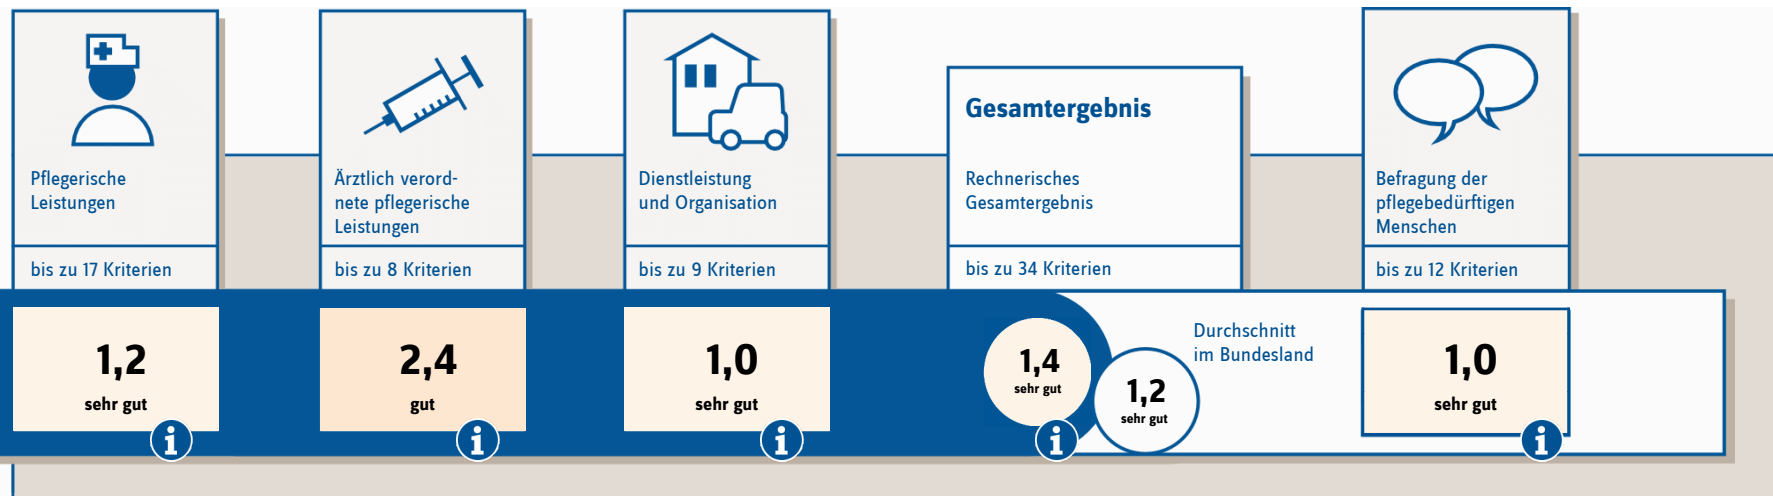 Pflegerische
Leistungen
bis zu 17 Kriterien
1,2
sehr gut
i
Ärztlich verord-
nete pflegerische
Leistungen
bis zu 8 Kriterien
2,4
gut
i
Dienstleistung
und Organisation
bis zu 9 Kriterien
1,0
sehr gut
i
Gesamtergebnis
Rechnerisches
Gesamtergebnis
bis zu 34 Kriterien
1,4
sehr gut
i
1,2
sehr gut
Durchschnitt
im Bundesland
Befragung der
pflegebedürftigen
Menschen
bis zu 12 Kriterien
1,0
sehr gut
i